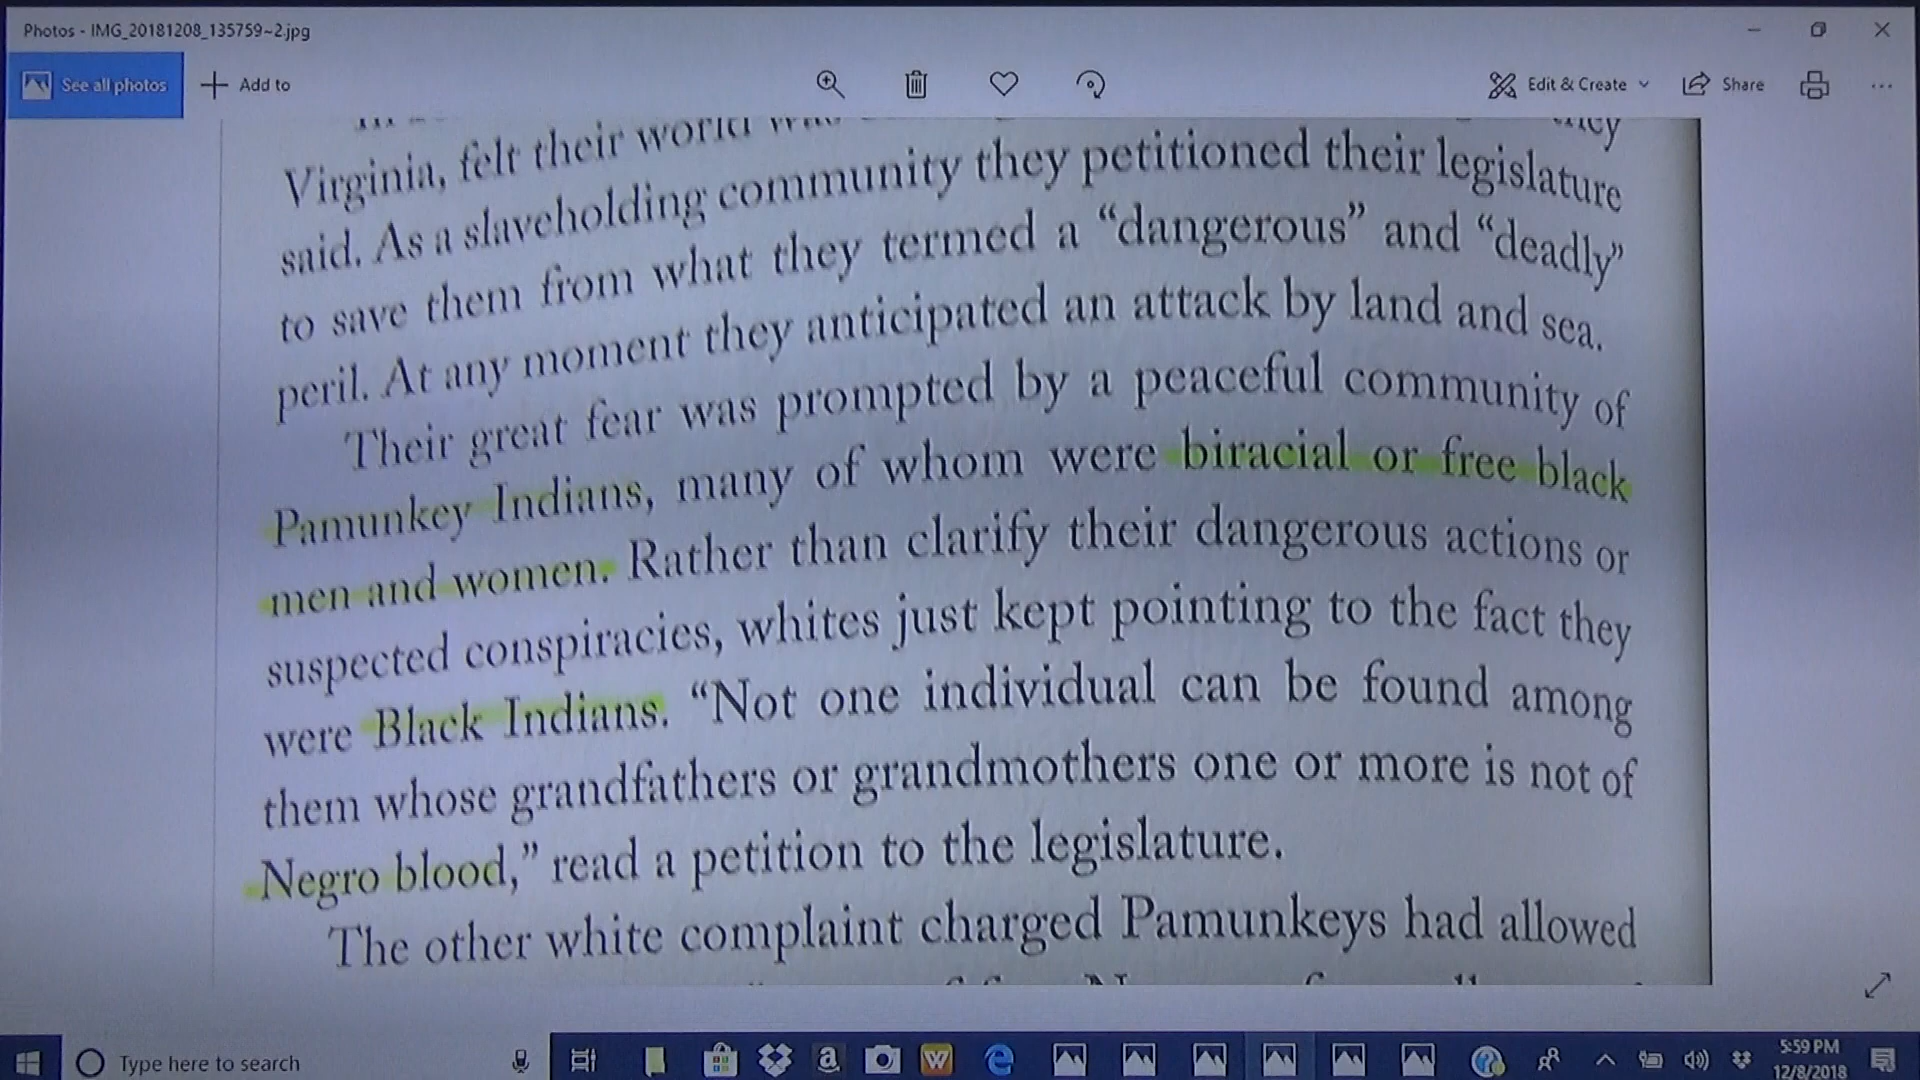 Photos - IMG_20181208_135759~2.jpg
See all photos
Add to
Edit & Create
Share
Virginia, felt their world
said. As a slaveholding community they petitioned their legislature
to save them from what they termed a “dangerous” and “deadly”
peril. At any moment they anticipated an attack by land and sea.
Their great fear was prompted by a peaceful community of
Pamunkey Indians, many of whom were biracial or free black
men and women. Rather than clarify their dangerous actions or
suspected conspiracies, whites just kept pointing to the fact they
were Black Indians. “Not one individual can be found among
them whose grandfathers or grandmothers one or more is not of
Negro blood,” read a petition to the legislature.
The other white complaint charged Pamunkeys had allowed
Type here to search
5:59 PM
12/8/2018